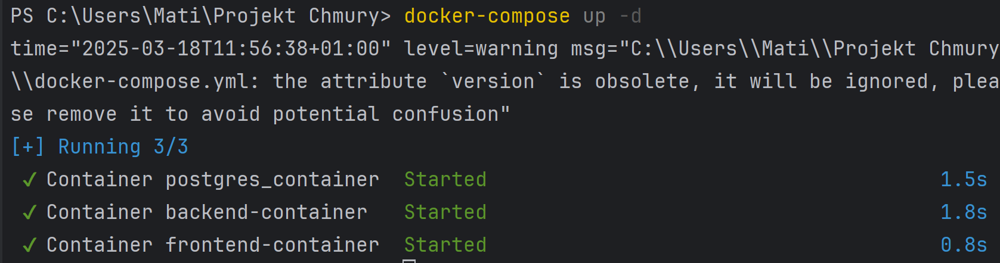 PS C:\Users\Mati\Projekt Chmury> docker-compose up -d
time="2025-03-18T11:56:38+01:00" level=warning msg="C:\\Users\\Mati\\Projekt Chmury
\\docker-compose.yml: the attribute `version` is obsolete, it will be ignored, plea
se remove it to avoid potential confusion"
[+] Running 3/3
✔ Container postgres_container  Started 1.5s
✔ Container backend-container   Started 1.8s
✔ Container frontend-container  Started 0.8s